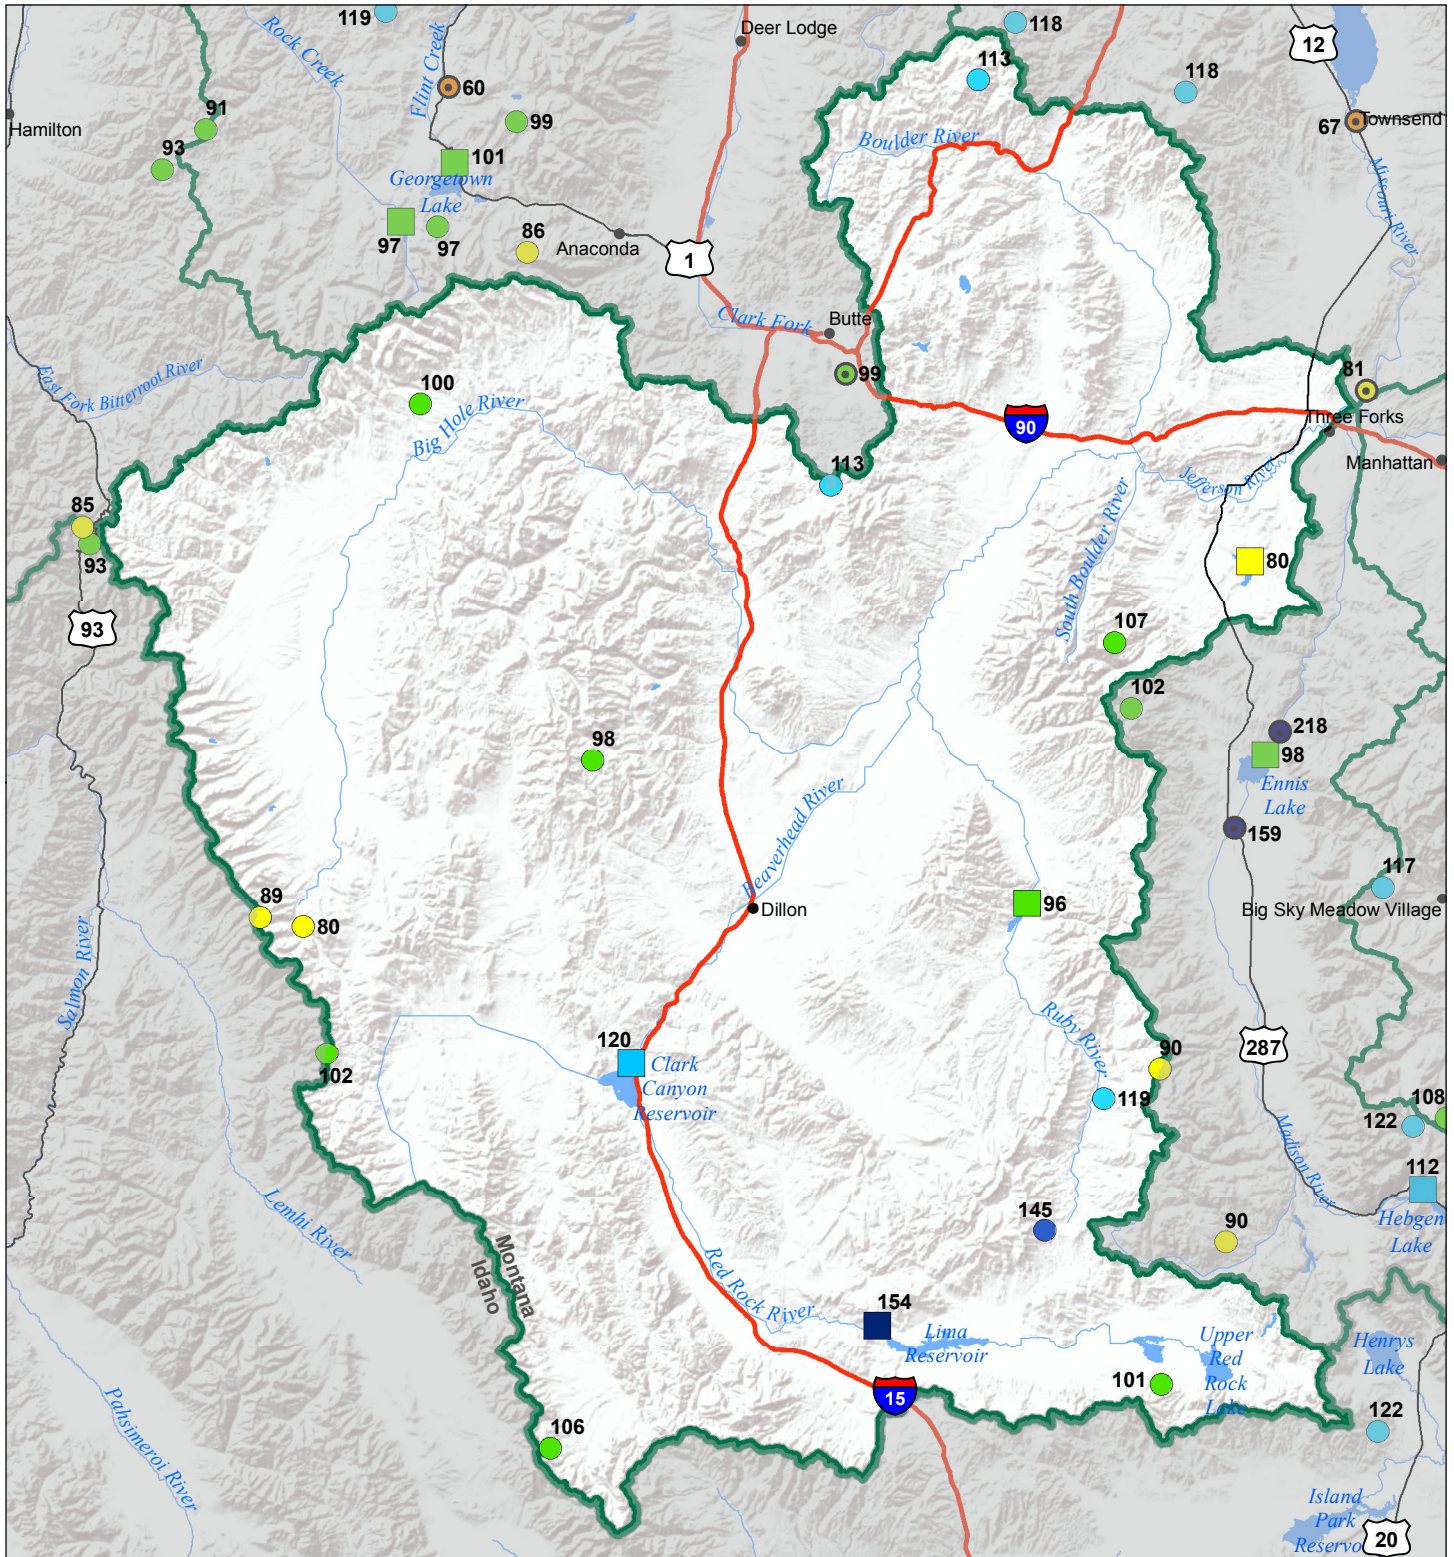 119
Rock Creek
Flint Creek
Deer Lodge
118
12
113
118
60
91
99
Hamilton
67
Townsend
93
101
Boulder River
Georgetown
Lake
Missouri River
97
97
86
Anaconda
1
Clark Fork
Butte
East Fork Bitterroot River
99
81
100
Big Hole River
90
Three Forks
Manhattan
113
Jefferson River
85
93
South Boulder River
80
93
107
102
218
98
98
Ennis
Lake
Beaverhead River
159
117
89
80
Dillon
96
Big Sky Meadow Village
Salmon River
Ruby River
120
Clark
Canyon
Reservoir
287
90
102
119
108
122
Madison River
112
Lemhi River
Hebgen
Lake
145
90
Montana
Idaho
Red Rock River
154
Lima
Reservoir
Upper
Red
Rock
Lake
Henrys
Lake
101
15
Pahsimeroi River
106
122
Island
Park
Reservo
20